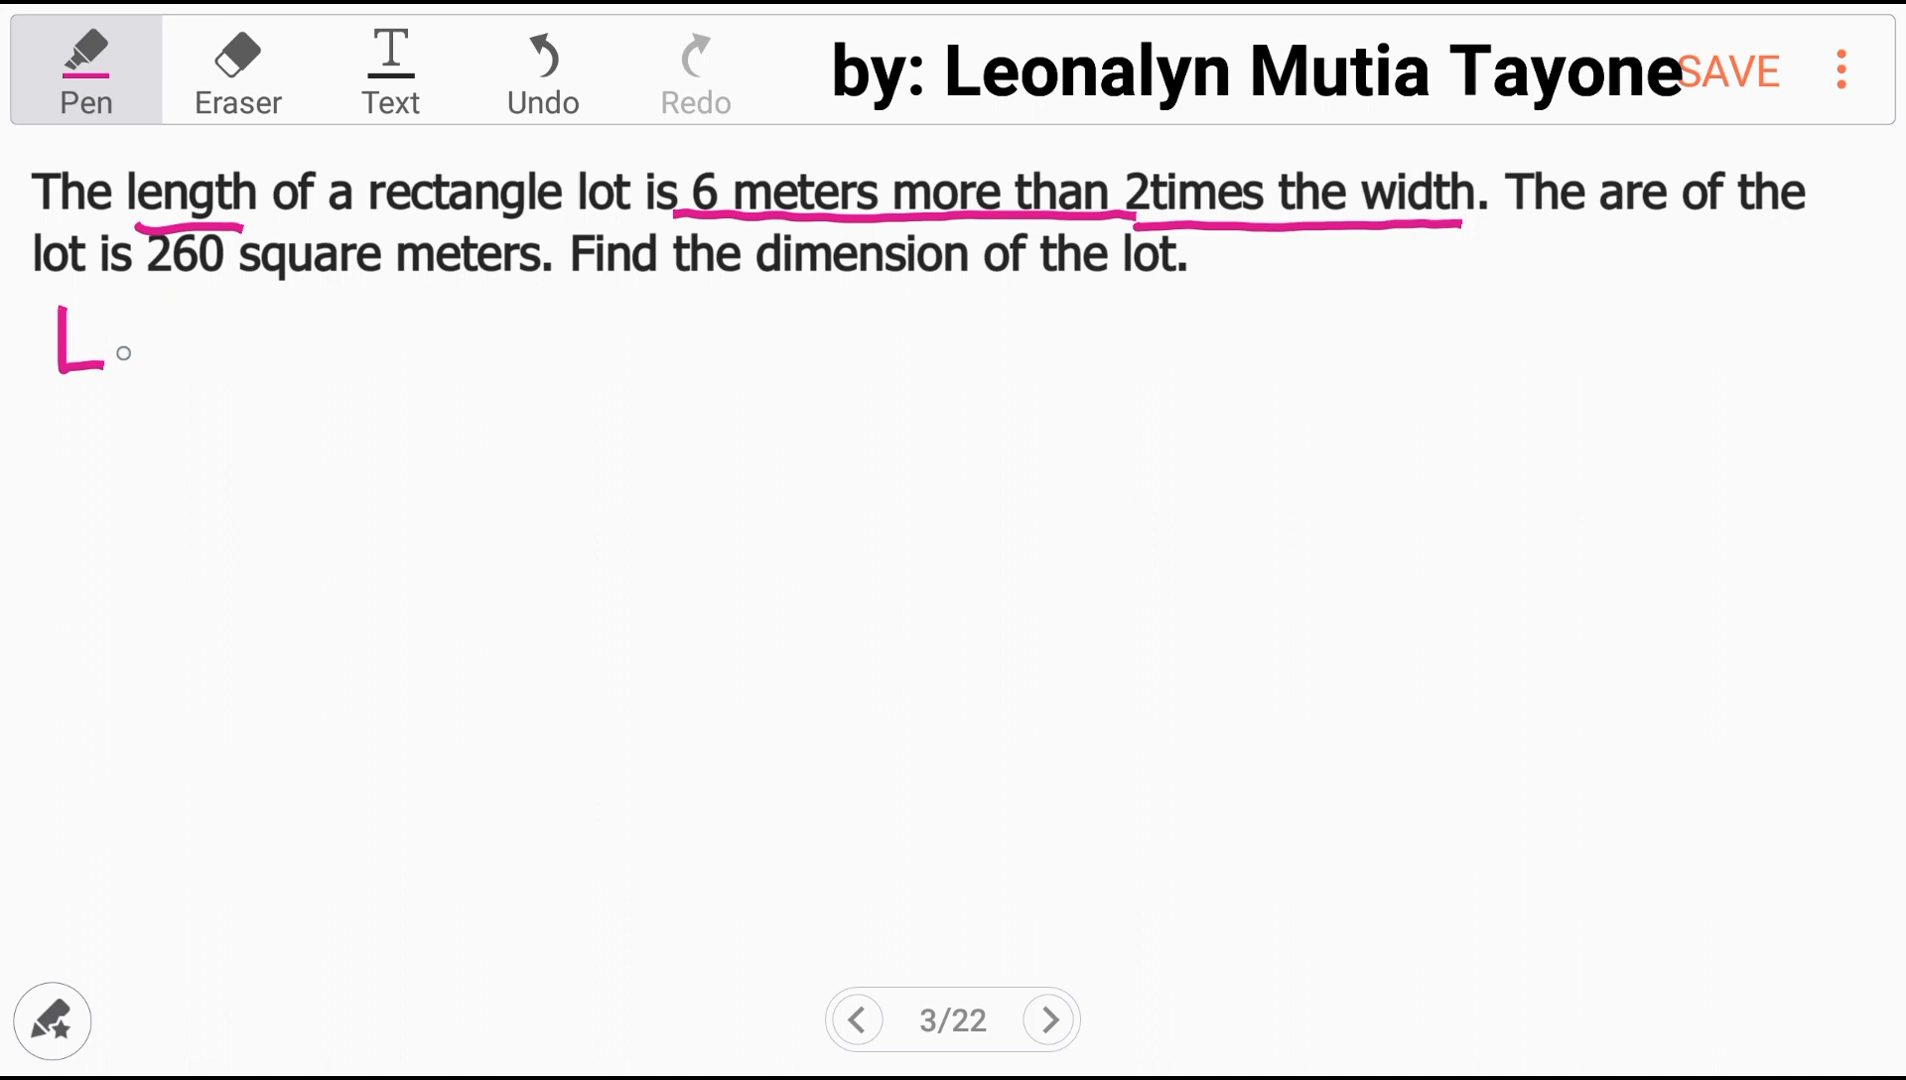 Pen Eraser Text Undo Redo by: Leonalyn Mutia Tayone SAVE
The length of a rectangle lot is 6 meters more than 2times the width. The are of the
lot is 260 square meters. Find the dimension of the lot.
L
3/22